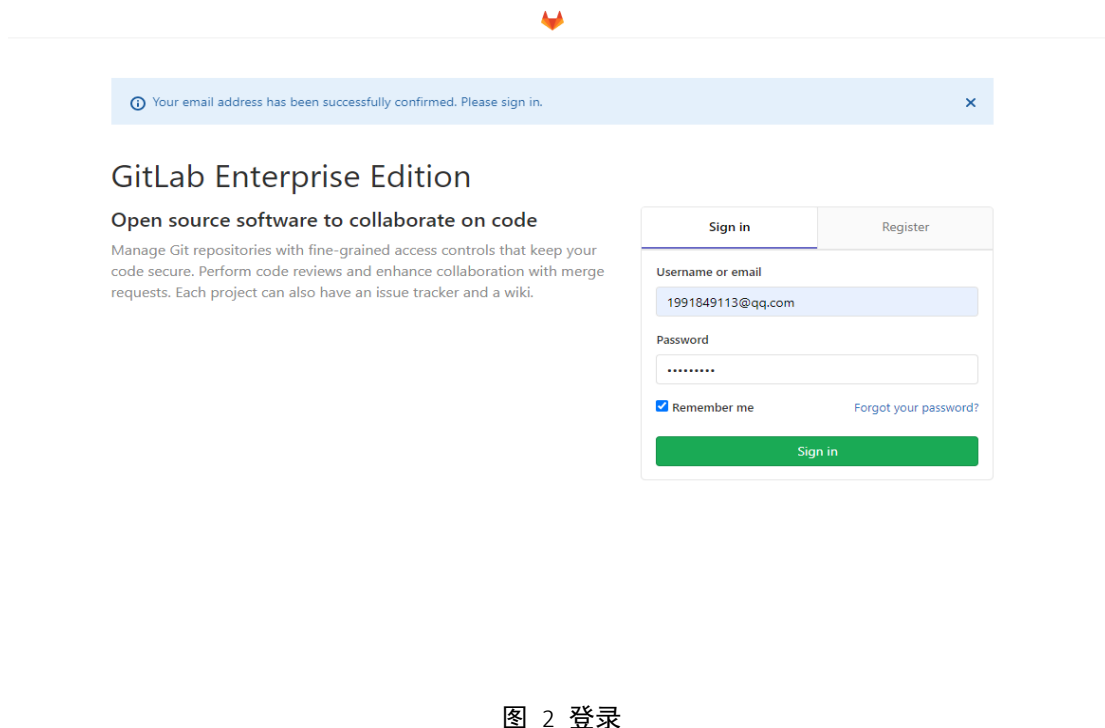 Your email address has been successfully confirmed. Please sign in.
GitLab Enterprise Edition
Open source software to collaborate on code
Manage Git repositories with fine-grained access controls that keep your
code secure. Perform code reviews and enhance collaboration with merge
requests. Each project can also have an issue tracker and a wiki.
Sign in
Register
Username or email
1991849113@qq.com
Password
•••••••••
Remember me
Forgot your password?
Sign in
图 2 登录